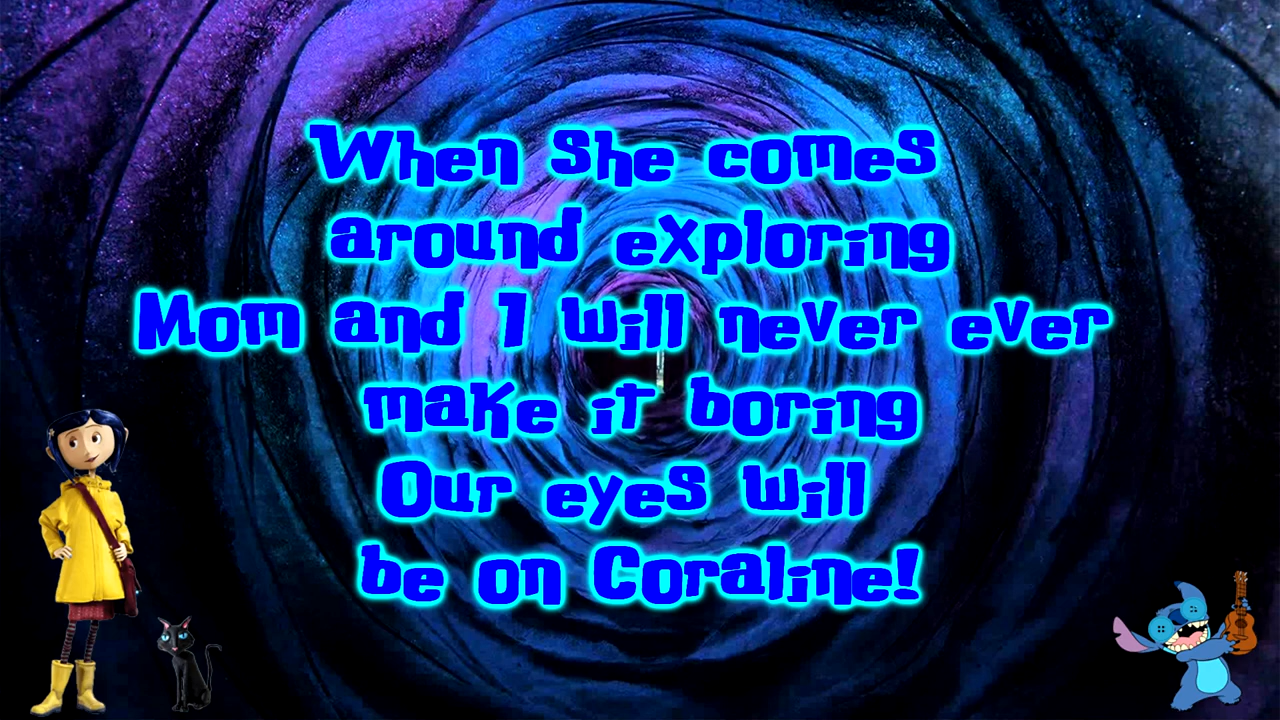 When she comes
around exploring
Mom and I will never ever
make it boring
Our eyes will
be on Coraline!